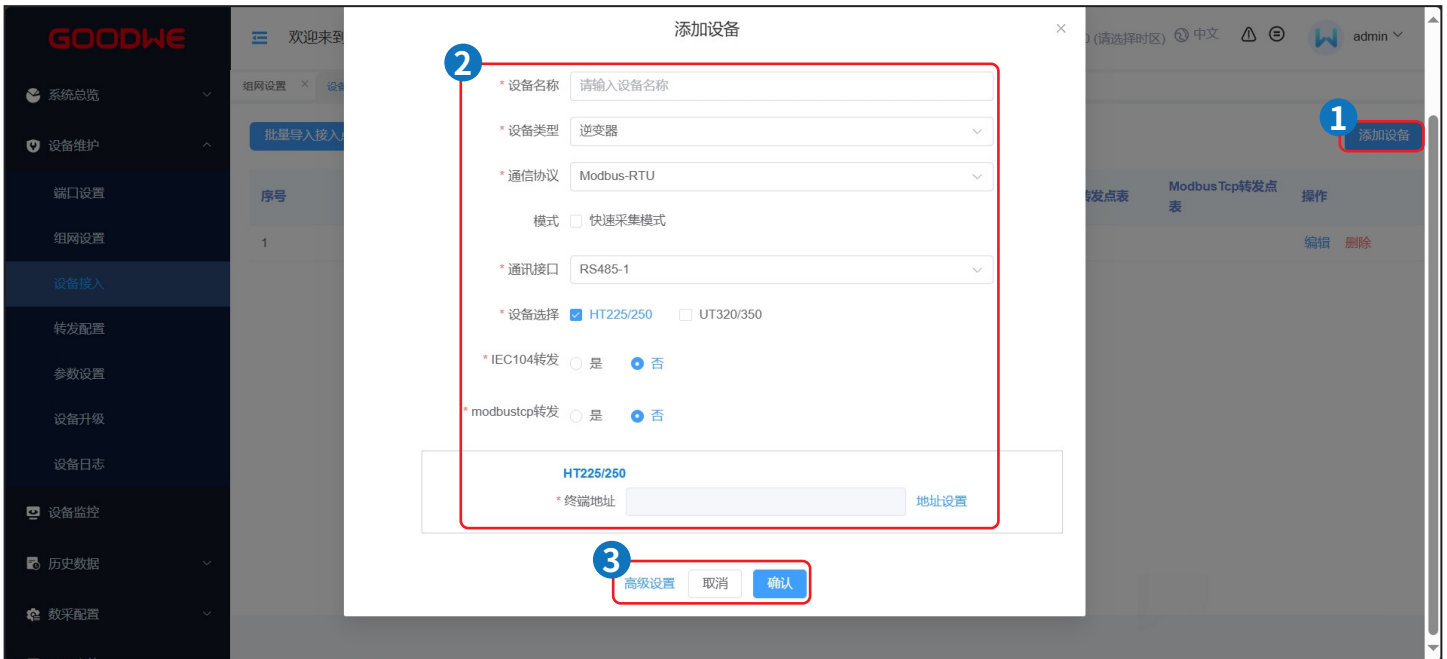 GOODWE
欢迎来到
添加设备
(请选择时区)
中文
admin
系统总览
设备维护
端口设置
组网设置
设备接入
转发配置
参数设置
设备升级
设备日志
设备监控
历史数据
数采配置
组网设置
批量导入接入
1
添加设备
序号
转发点表
ModbusTcp转发点
表
操作
1
编辑
删除
2
* 设备名称
请输入设备名称
* 设备类型
逆变器
* 通信协议
Modbus-RTU
模式
快速采集模式
* 通讯接口
RS485-1
* 设备选择
HT225/250
UT320/350
* IEC104转发
是
否
* modbustcp转发
是
否
HT225/250
* 终端地址
地址设置
3
高级设置
取消
确认